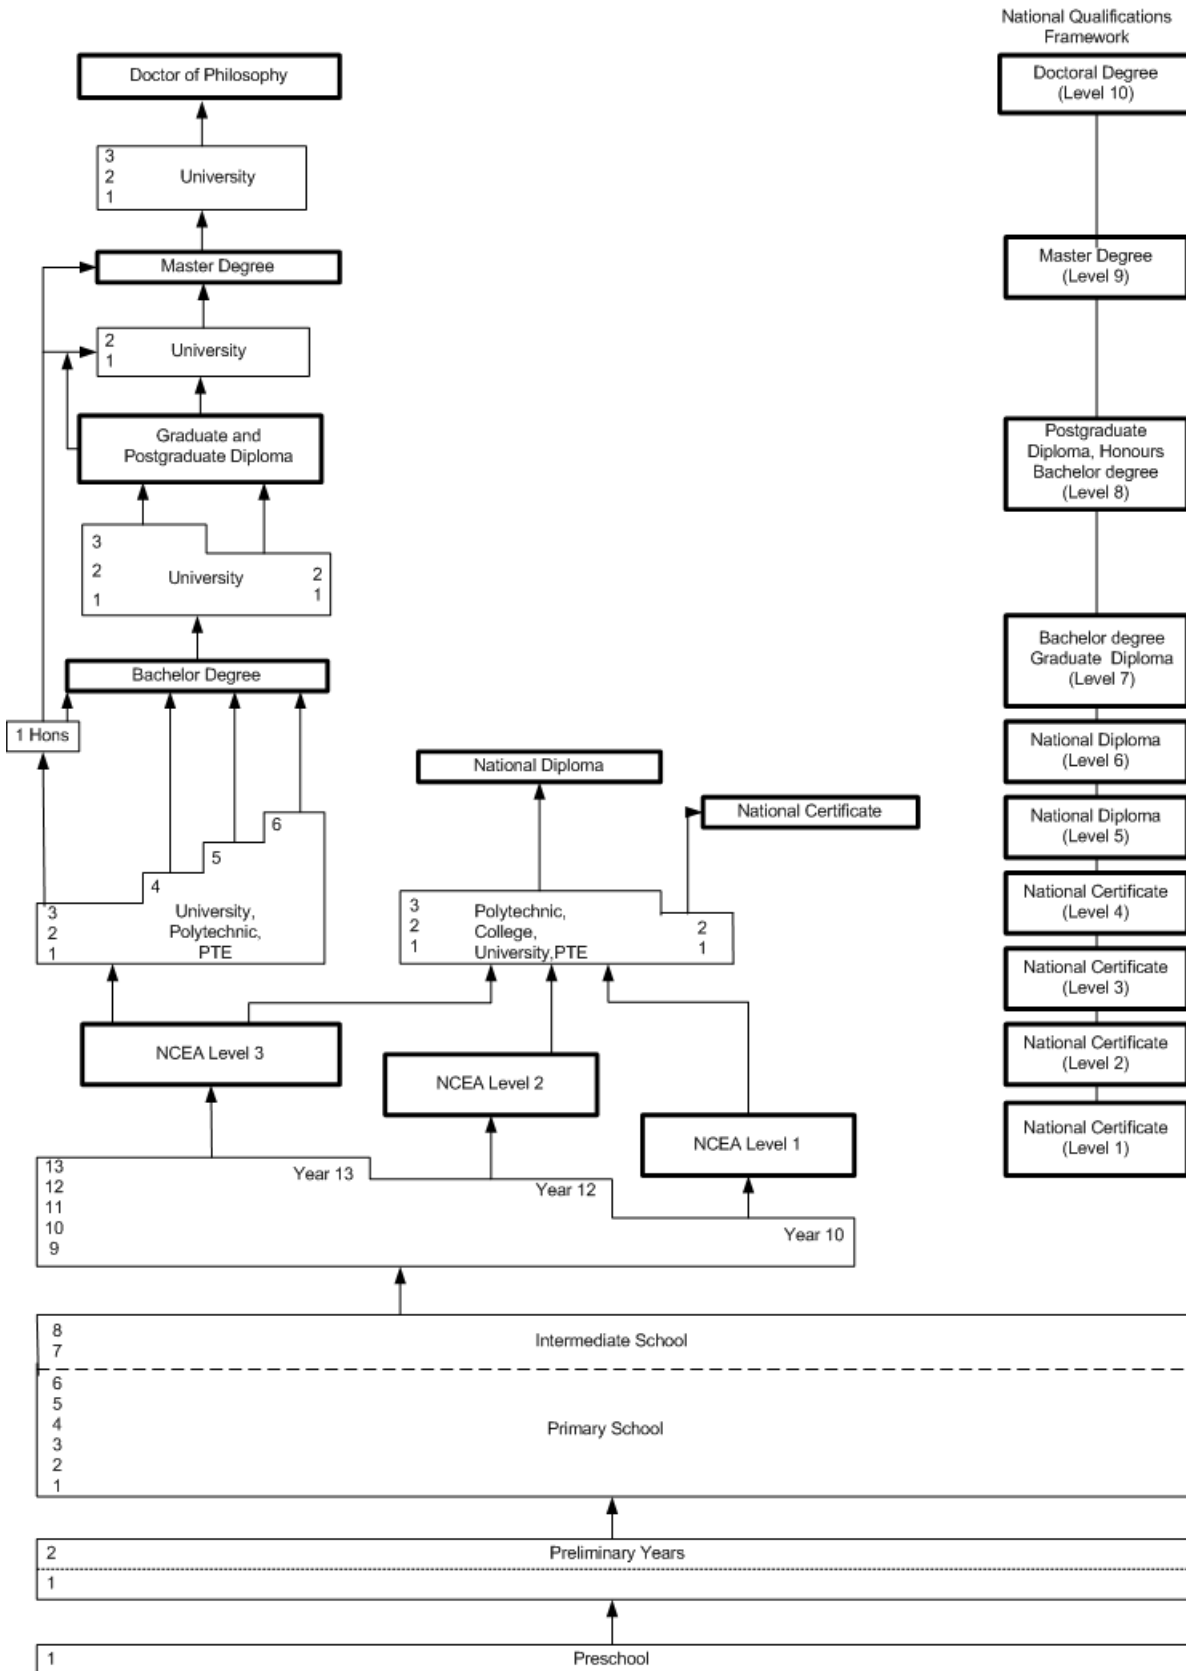 National Qualifications
Framework
Doctor of Philosophy
Doctoral Degree
(Level 10)
3
2
1
University
Master Degree
Master Degree
(Level 9)
2
1
University
Graduate and
Postgraduate Diploma
Postgraduate
Diploma, Honours
Bachelor degree
(Level 8)
3
2
1
University
2
1
Bachelor degree
Graduate Diploma
(Level 7)
Bachelor Degree
1 Hons
National Diploma
(Level 6)
National Diploma
National Certificate
National Diploma
(Level 5)
6
5
4
3
2
1
University,
Polytechnic,
PTE
3
2
1
Polytechnic,
College,
University,PTE
2
1
National Certificate
(Level 4)
National Certificate
(Level 3)
NCEA Level 3
NCEA Level 2
National Certificate
(Level 2)
NCEA Level 1
National Certificate
(Level 1)
13
12
11
10
9
Year 13
Year 12
Year 10
8
7
Intermediate School
6
5
4
3
2
1
Primary School
2
Preliminary Years
1
1
Preschool